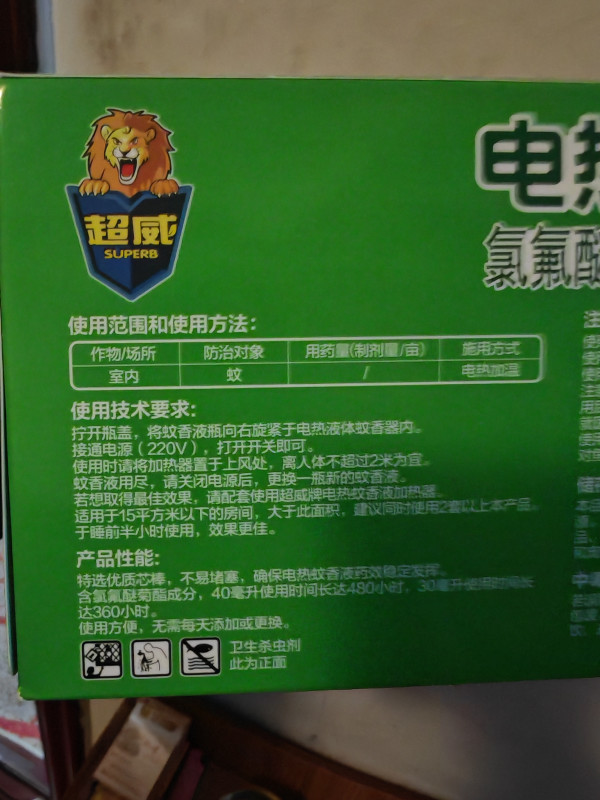 超威
SUPERB
电热
氯氟醚
使用范围和使用方法：
作物/场所 防治对象 用药量(制剂量/亩) 施用方式
室内 蚊 / 电热加温
使用技术要求:
拧开瓶盖，将蚊香液瓶向右旋紧于电热液体蚊香器内。
接通电源（220V），打开开关即可。
使用时请将加热器置于上风处，离人体不超过2米为宜。
蚊香液用尽，请关闭电源后，更换一瓶新的蚊香液。
若想取得最佳效果，请配套使用超威牌电热蚊香液加热器。
适用于15平方米以下的房间，大于此面积，建议同时使用2套以上本产品。
于睡前半小时使用，效果更佳。
产品性能:
特选优质芯棒，不易堵塞，确保电热蚊香液药效稳定发挥。
含氯氟醚菊酯成分，40毫升使用时间长达480小时，30毫升使用时间长
达360小时。
使用方便，无需每天添加或更换。
卫生杀虫剂
此为正面